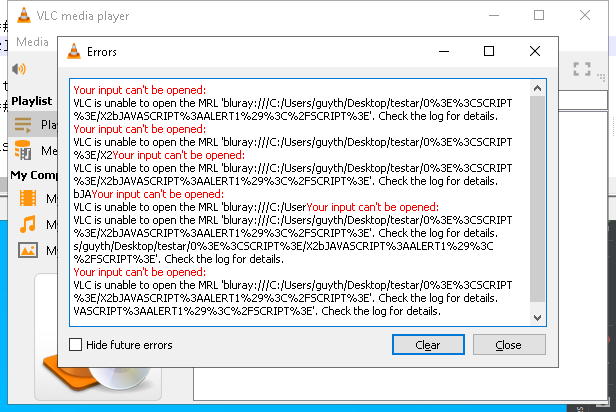 VLC media player
Media
Errors
Your input can't be opened:
VLC is unable to open the MRL 'bluray:///C:/Users/guyth/Desktop/testar/0%3E%3CSCRIPT
%3E/X2bJAVASCRIPT%3AALERT1%29%3C%2FSCRIPT%3E'. Check the log for details.
Your input can't be opened:
VLC is unable to open the MRL 'bluray:///C:/Users/guyth/Desktop/testar/0%3E%3CSCRIPT
%3E/X2Your input can't be opened:
VLC is unable to open the MRL 'bluray:///C:/Users/guyth/Desktop/testar/0%3E%3CSCRIPT
%3E/X2bJAVASCRIPT%3AALERT1%29%3C%2FSCRIPT%3E'. Check the log for details.
bJAYour input can't be opened:
VLC is unable to open the MRL 'bluray:///C:/UserYour input can't be opened:
VLC is unable to open the MRL 'bluray:///C:/Users/guyth/Desktop/testar/0%3E%3CSCRIPT
%3E/X2bJAVASCRIPT%3AALERT1%29%3C%2FSCRIPT%3E'. Check the log for details.
s/guyth/Desktop/testar/0%3E%3CSCRIPT%3E/X2bJAVASCRIPT%3AALERT1%29%3C
%2FSCRIPT%3E'. Check the log for details.
Your input can't be opened:
VLC is unable to open the MRL 'bluray:///C:/Users/guyth/Desktop/testar/0%3E%3CSCRIPT
%3E/X2bJAVASCRIPT%3AALERT1%29%3C%2FSCRIPT%3E'. Check the log for details.
VASCRIPT%3AALERT1%29%3C%2FSCRIPT%3E'. Check the log for details.
Hide future errors
Clear
Close
Playlist
Pla
Me
My Comp
M
M
M